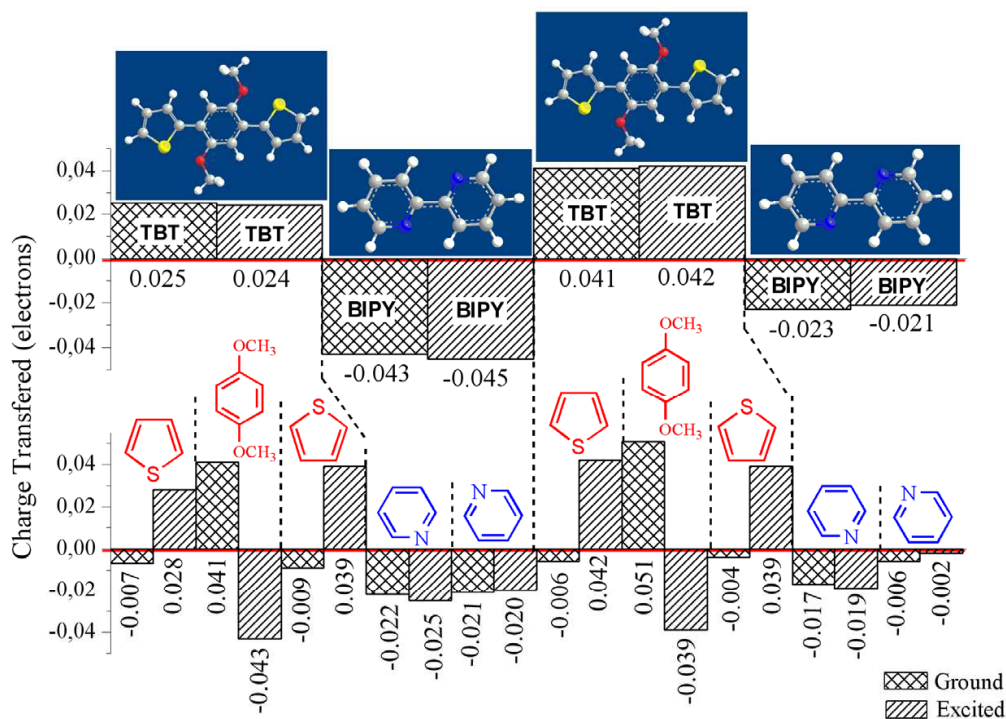 Charge Transfered (electrons)
0,04
0,02
0,00
-0,02
-0,04
TBT
TBT
TBT
TBT
0.025
0.024
0.041
0.042
BIPY
BIPY
BIPY
BIPY
-0.043
-0.045
-0.023
-0.021
0,04
0,02
0,00
-0,02
-0,04
S
OCH3
OCH3
S
N
N
S
OCH3
OCH3
S
N
N
-0.007
0.028
0.041
-0.043
-0.009
0.039
-0.022
-0.025
-0.021
-0.020
-0.006
0.042
0.051
-0.039
-0.004
0.039
-0.017
-0.019
-0.006
-0.002
Ground
Excited